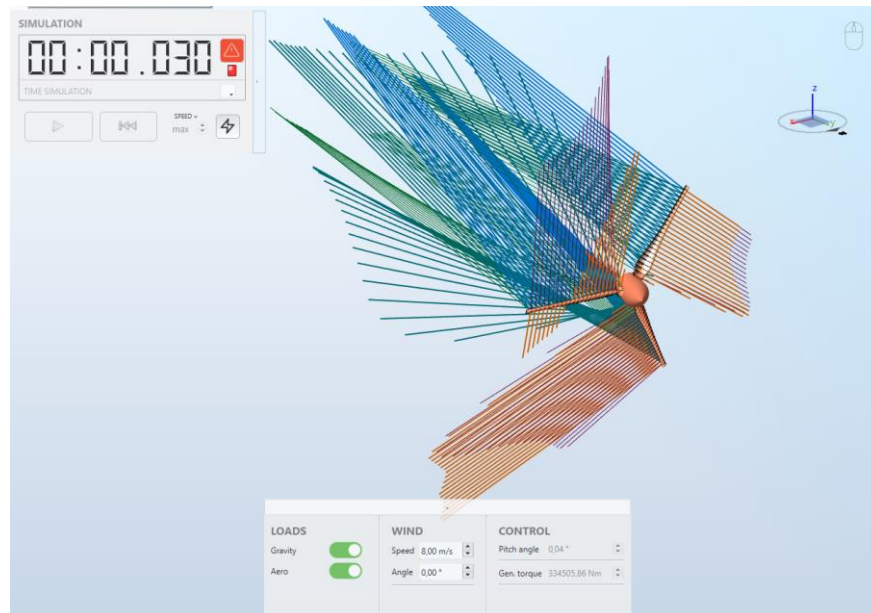 SIMULATION
00:00.030
TIME SIMULATION
SPEED ×
max
z
x
y
LOADS
WIND
CONTROL
Gravity
Speed 8,00 m/s
Pitch angle 0,04 °
Aero
Angle 0,00 °
Gen. torque 334505,86 Nm